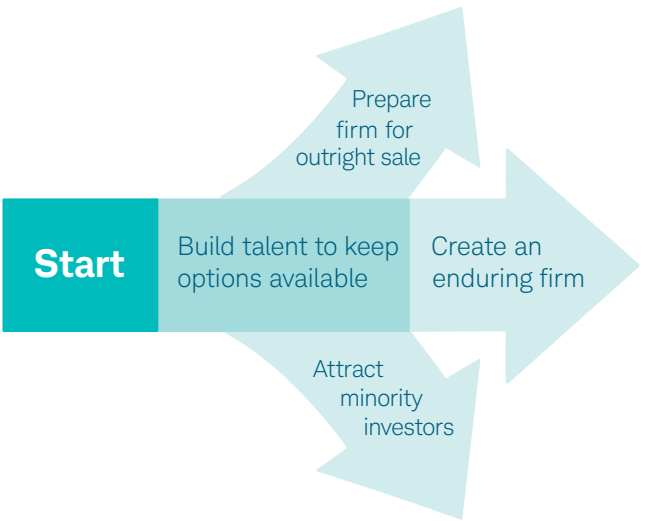 Prepare
firm for
outright sale
Start
Build talent to keep
options available
Create an
enduring firm
Attract
minority
investors